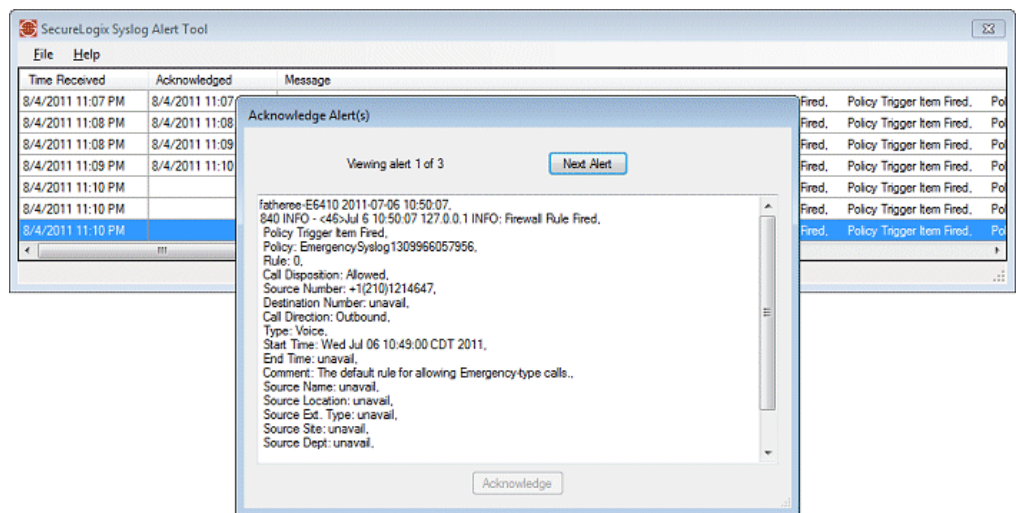 SecureLogix Syslog Alert Tool
File Help
Time Received Acknowledged Message
8/4/2011 11:07 PM 8/4/2011 11:07 Fired, Policy Trigger Item Fired, Pol
8/4/2011 11:08 PM 8/4/2011 11:08 Fired, Policy Trigger Item Fired, Pol
8/4/2011 11:08 PM 8/4/2011 11:09 Fired, Policy Trigger Item Fired, Pol
8/4/2011 11:09 PM 8/4/2011 11:10 Fired, Policy Trigger Item Fired, Pol
8/4/2011 11:10 PM Fired, Policy Trigger Item Fired, Pol
8/4/2011 11:10 PM Fired, Policy Trigger Item Fired, Pol
8/4/2011 11:10 PM Fired, Policy Trigger Item Fired, Pol
Acknowledge Alert(s)
Viewing alert 1 of 3 Next Alert
fatheree-E6410 2011-07-06 10:50:07,
840 INFO - <46>Jul 6 10:50:07 127.0.0.1 INFO: Firewall Rule Fired,
Policy Trigger Item Fired,
Policy: EmergencySyslog1309966057956,
Rule: 0,
Call Disposition: Allowed,
Source Number: +1(210)1214647,
Destination Number: unavail,
Call Direction: Outbound,
Type: Voice,
Start Time: Wed Jul 06 10:49:00 CDT 2011,
End Time: unavail,
Comment: The default rule for allowing Emergency-type calls.,
Source Name: unavail,
Source Location: unavail,
Source Ext. Type: unavail,
Source Site: unavail,
Source Dept: unavail,
Acknowledge